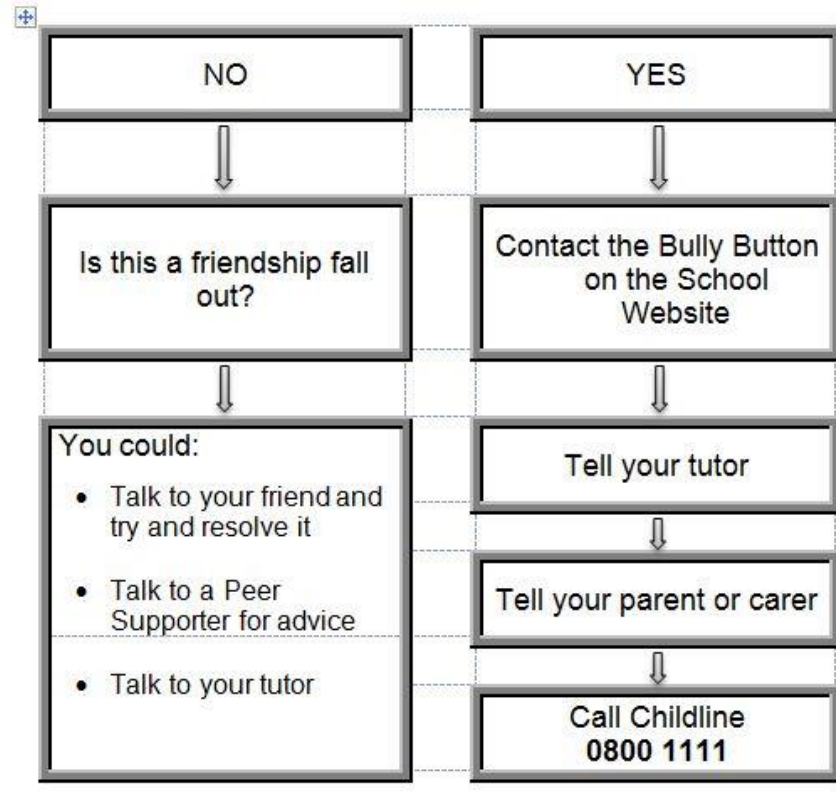 NO
Is this a friendship fall
out?
You could:
• Talk to your friend and
try and resolve it
• Talk to a Peer
Supporter for advice
• Talk to your tutor
YES
Contact the Bully Button
on the School
Website
Tell your tutor
Tell your parent or carer
Call Childline
0800 1111